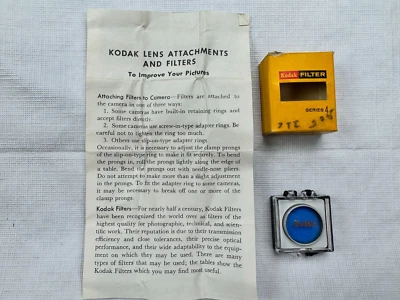 KODAK LENS ATTACHMENTS
AND FILTERS
To Improve Your Pictures
Attaching Filters to Camera—Filters are attached
to the camera in one of three ways:
1. Some cameras have built-in retaining rings and
accept filters directly.
2. Some cameras use screw-in-type adapter rings. Be
careful not to tighten the ring too much.
3. Others use slip-on-type adapter rings.
Occasionally, it is necessary to adjust the clamp prongs
of the slip-on-type ring to make it fit securely. To bend
the prongs in, roll the prongs lightly along the edge of
a table. Bend the prongs out with needle-nose pliers.
Do not attempt to make more than a slight adjustment
in the prongs. To fit the adapter ring to some cameras,
it may be necessary to break off one or more of the
clamp prongs.
Kodak Filters—For nearly half a century, Kodak Filters
have been recognized the world over as filters of the
highest quality for photographic, technical, and scien-
tific work. Their reputation is due to their transmission
efficiency and close tolerances, their precise optical
performance, and their wide adaptability to the equip-
ment on which they may be used. There are many
types of filters that may be used; the tables show the
Kodak Filters which you may find most useful.
Kodak FILTER
SERIES